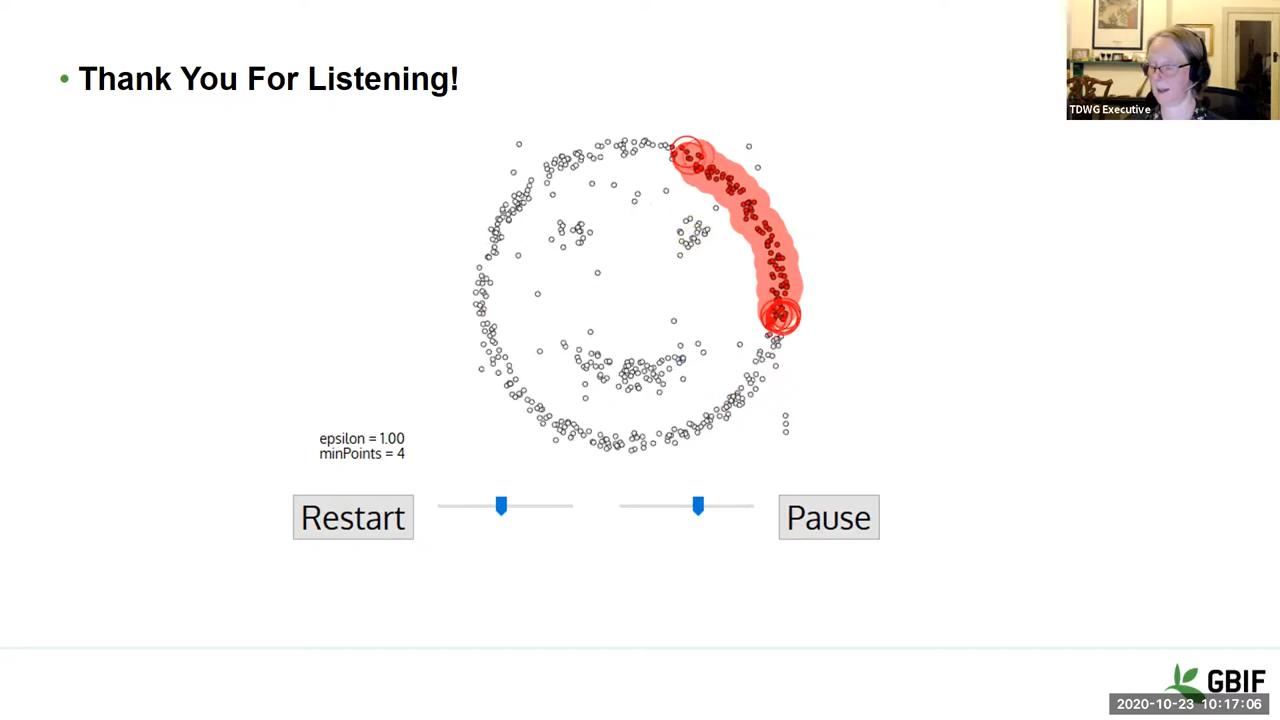 • Thank You For Listening!
TDWG Executive
epsilon = 1.00
minPoints = 4
Restart
Pause
GBIF
2020-10-23 10:17:06